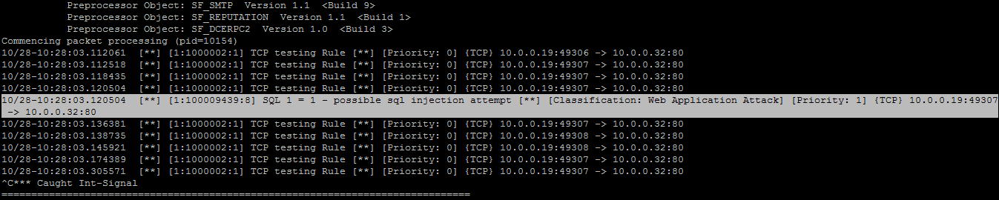 Preprocessor Object: SF_SMTP  Version 1.1  <Build 9>
Preprocessor Object: SF_REPUTATION  Version 1.1  <Build 1>
Preprocessor Object: SF_DCERPC2  Version 1.0  <Build 3>
Commencing packet processing (pid=10154)
10/28-10:28:03.112061  [**] [1:1000002:1] TCP testing Rule [**] [Priority: 0] {TCP} 10.0.0.19:49306 -> 10.0.0.32:80
10/28-10:28:03.112518  [**] [1:1000002:1] TCP testing Rule [**] [Priority: 0] {TCP} 10.0.0.19:49307 -> 10.0.0.32:80
10/28-10:28:03.118435  [**] [1:1000002:1] TCP testing Rule [**] [Priority: 0] {TCP} 10.0.0.19:49307 -> 10.0.0.32:80
10/28-10:28:03.120504  [**] [1:1000002:1] TCP testing Rule [**] [Priority: 0] {TCP} 10.0.0.19:49307 -> 10.0.0.32:80
10/28-10:28:03.120504  [**] [1:100009439:8] SQL 1 = 1 - possible sql injection attempt [**] [Classification: Web Application Attack] [Priority: 1] {TCP} 10.0.0.19:49307
-> 10.0.0.32:80
10/28-10:28:03.136381  [**] [1:1000002:1] TCP testing Rule [**] [Priority: 0] {TCP} 10.0.0.19:49307 -> 10.0.0.32:80
10/28-10:28:03.138735  [**] [1:1000002:1] TCP testing Rule [**] [Priority: 0] {TCP} 10.0.0.19:49308 -> 10.0.0.32:80
10/28-10:28:03.145921  [**] [1:1000002:1] TCP testing Rule [**] [Priority: 0] {TCP} 10.0.0.19:49308 -> 10.0.0.32:80
10/28-10:28:03.174389  [**] [1:1000002:1] TCP testing Rule [**] [Priority: 0] {TCP} 10.0.0.19:49307 -> 10.0.0.32:80
10/28-10:28:03.305571  [**] [1:1000002:1] TCP testing Rule [**] [Priority: 0] {TCP} 10.0.0.19:49307 -> 10.0.0.32:80
^C*** Caught Int-Signal
===============================================================================